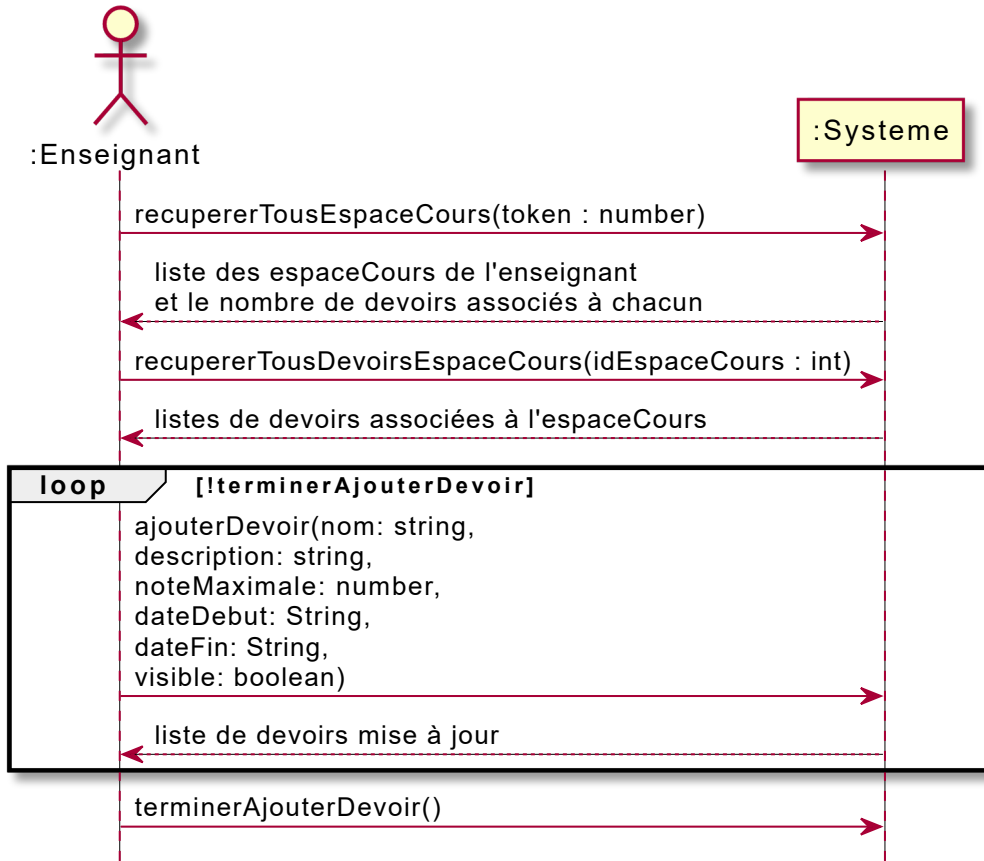 :Enseignant
:Systeme
recupererTousEspaceCours(token : number)
liste des espaceCours de l'enseignant
et le nombre de devoirs associés à chacun
recupererTousDevoirsEspaceCours(idEspaceCours : int)
listes de devoirs associées à l'espaceCours
loop [!terminerAjouterDevoir]
ajouterDevoir(nom: string,
description: string,
noteMaximale: number,
dateDebut: String,
dateFin: String,
visible: boolean)
liste de devoirs mise à jour
terminerAjouterDevoir()